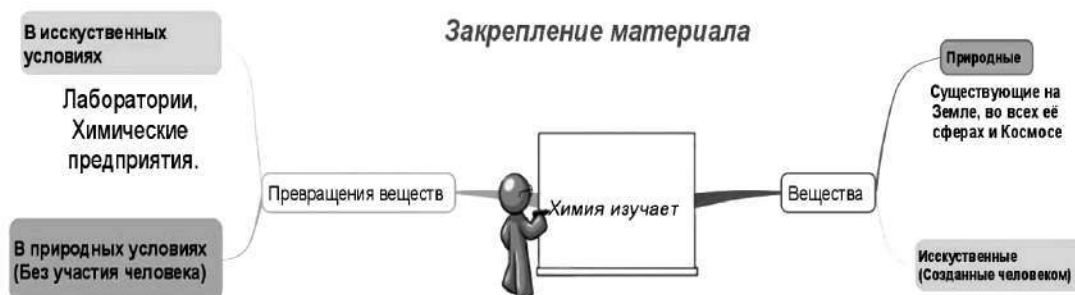 Закрепление материала
В исскуственных
условиях
Лаборатории,
Химические
предприятия.
Превращения веществ
В природных условиях
(Без участия человека)
Химия изучает
Вещества
Природные
Существующие на
Земле, во всех её
сферах и Космосе
Исскуственные
(Созданные человеком)